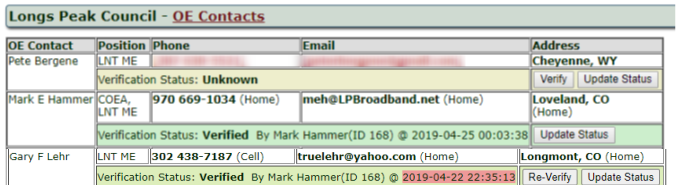 Longs Peak Council - OE Contacts
OE Contact Position Phone Email Address
Pete Bergene LNT ME Cheyenne, WY
Verification Status: Unknown Verify Update Status
Mark E Hammer COEA, LNT ME 970 669-1034 (Home) meh@LPBroadband.net (Home) Loveland, CO (Home)
Verification Status: Verified By Mark Hammer(ID 168) @ 2019-04-25 00:03:38 Update Status
Gary F Lehr LNT ME 302 438-7187 (Cell) truelehr@yahoo.com (Home) Longmont, CO (Home)
Verification Status: Verified By Mark Hammer(ID 168) @ 2019-04-22 22:35:13 Re-Verify Update Status